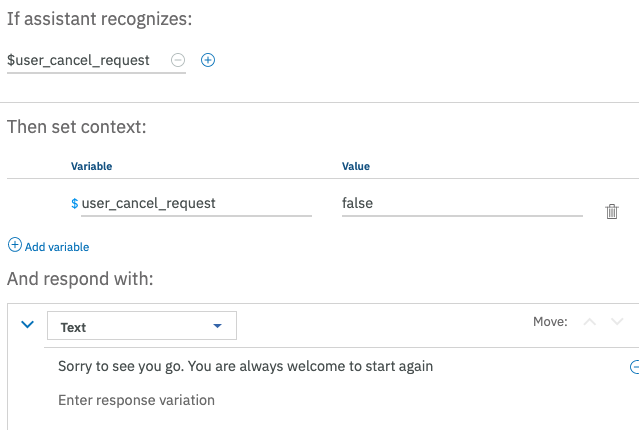 If assistant recognizes:
$user_cancel_request
Then set context:
Variable Value
$ user_cancel_request false
Add variable
And respond with:
Text Move:
Sorry to see you go. You are always welcome to start again
Enter response variation